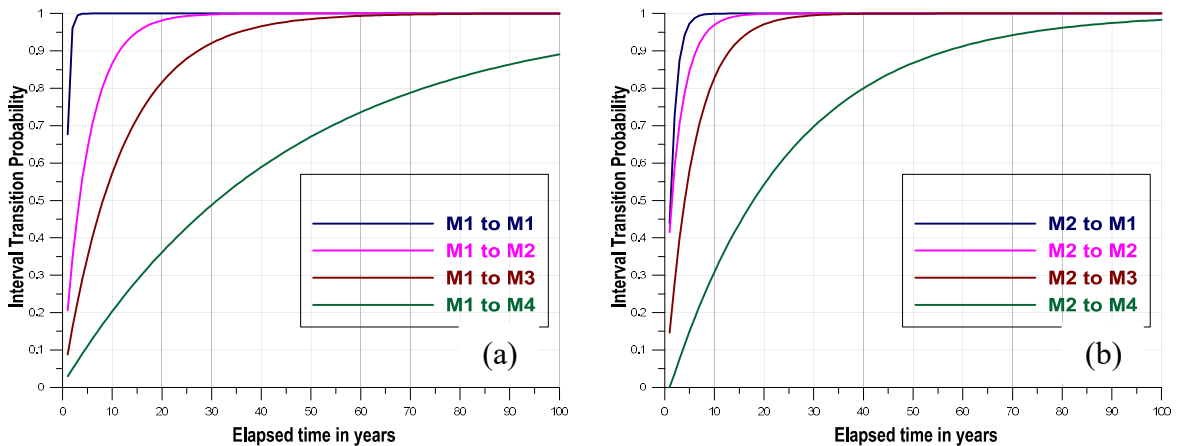 Interval Transition Probability
1
0.9
0.8
0.7
0.6
0.5
0.4
0.3
0.2
0.1
0
M1 to M1
M1 to M2
M1 to M3
M1 to M4
(a)
0 10 20 30 40 50 60 70 80 90 100
Elapsed time in years
Interval Transition Probability
1
0.9
0.8
0.7
0.6
0.5
0.4
0.3
0.2
0.1
0
M2 to M1
M2 to M2
M2 to M3
M2 to M4
(b)
0 10 20 30 40 50 60 70 80 90 100
Elapsed time in years